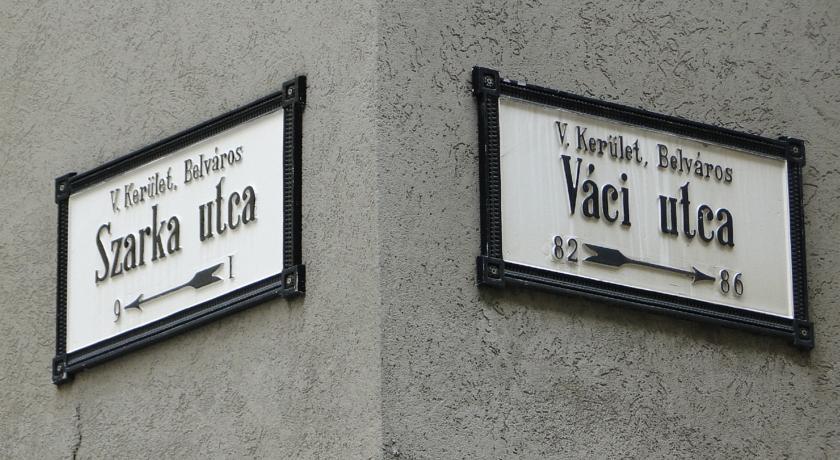 V. Kerület, Belváros
Szarka utca
9 1
V. Kerület, Belváros
Váci utca
82 86